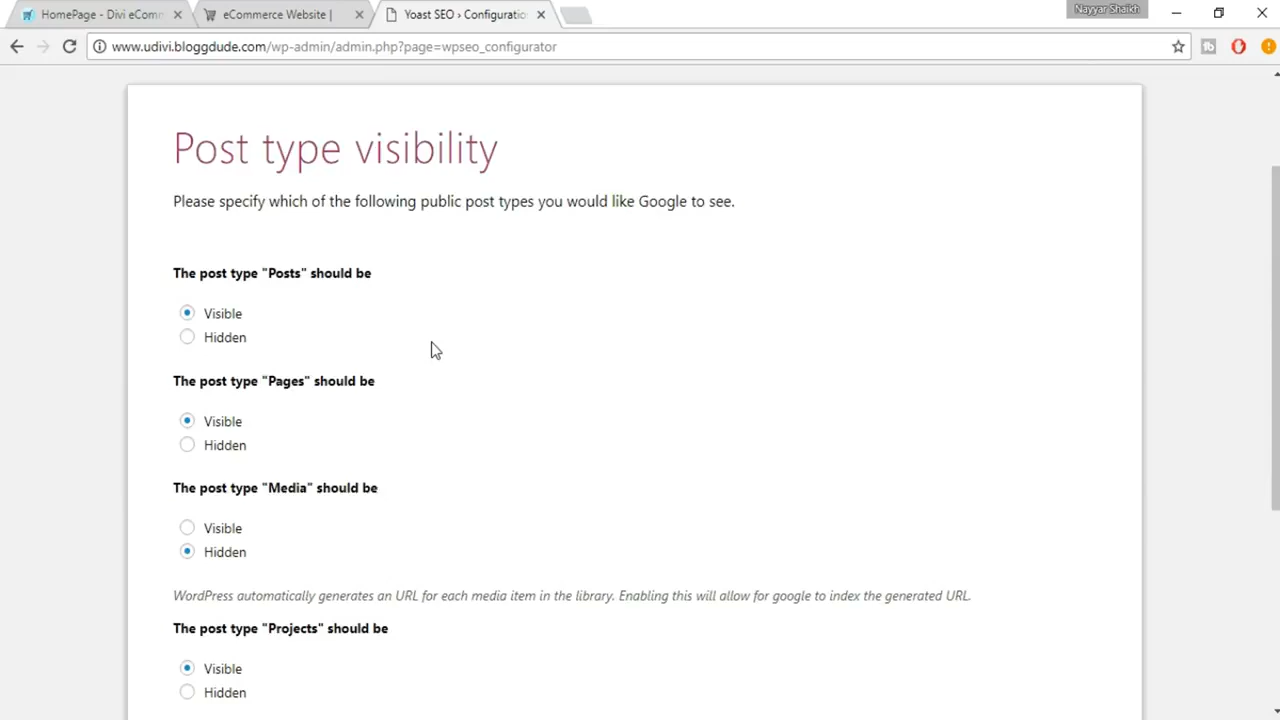 HomePage - Divi eComm
eCommerce Website |
Yoast SEO › Configuratio
Nayyar Shaikh
www.udivi.bloggdude.com/wp-admin/admin.php?page=wpseo_configurator
Post type visibility
Please specify which of the following public post types you would like Google to see.
The post type "Posts" should be
Visible
Hidden
The post type "Pages" should be
Visible
Hidden
The post type "Media" should be
Visible
Hidden
WordPress automatically generates an URL for each media item in the library. Enabling this will allow for google to index the generated URL.
The post type "Projects" should be
Visible
Hidden